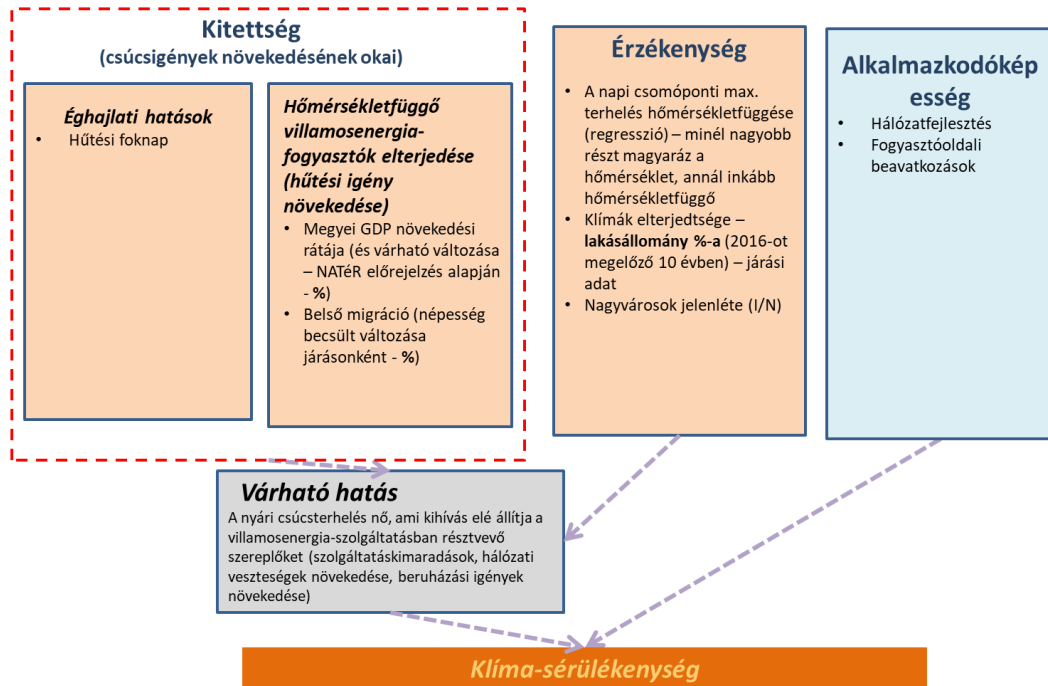 Kitettség
(csúcsigények növekedésének okai)
Éghajlati hatások
• Hűtési foknap
Hőmérsékletfüggő
villamosenergia-
fogyasztók elterjedése
(hűtési igény
növekedése)
• Megyei GDP növekedési
rátája (és várható változása
– NATéR előrejelzés alapján
- %)
• Belső migráció (népesség
becsült változása
járásonként - %)
Érzékenység
• A napi csomóponti max.
terhelés hőmérsékletfüggése
(regresszió) – minél nagyobb
részt magyaráz a
hőmérséklet, annál inkább
hőmérsékletfüggő
• Klímák elterjedtsége –
lakásállomány %-a (2016-ot
megelőző 10 évben) – járási
adat
• Nagyvárosok jelenléte (I/N)
Alkalmazkodókép
esség
• Hálózatfejlesztés
• Fogyasztóoldali
beavatkozások
Várható hatás
A nyári csúcsterhelés nő, ami kihívás elé állítja a
villamosenergia-szolgáltatásban résztvevő
szereplőket (szolgáltatáskimaradások, hálózati
veszteségek növekedése, beruházási igények
növekedése)
Klíma-sérülékenység